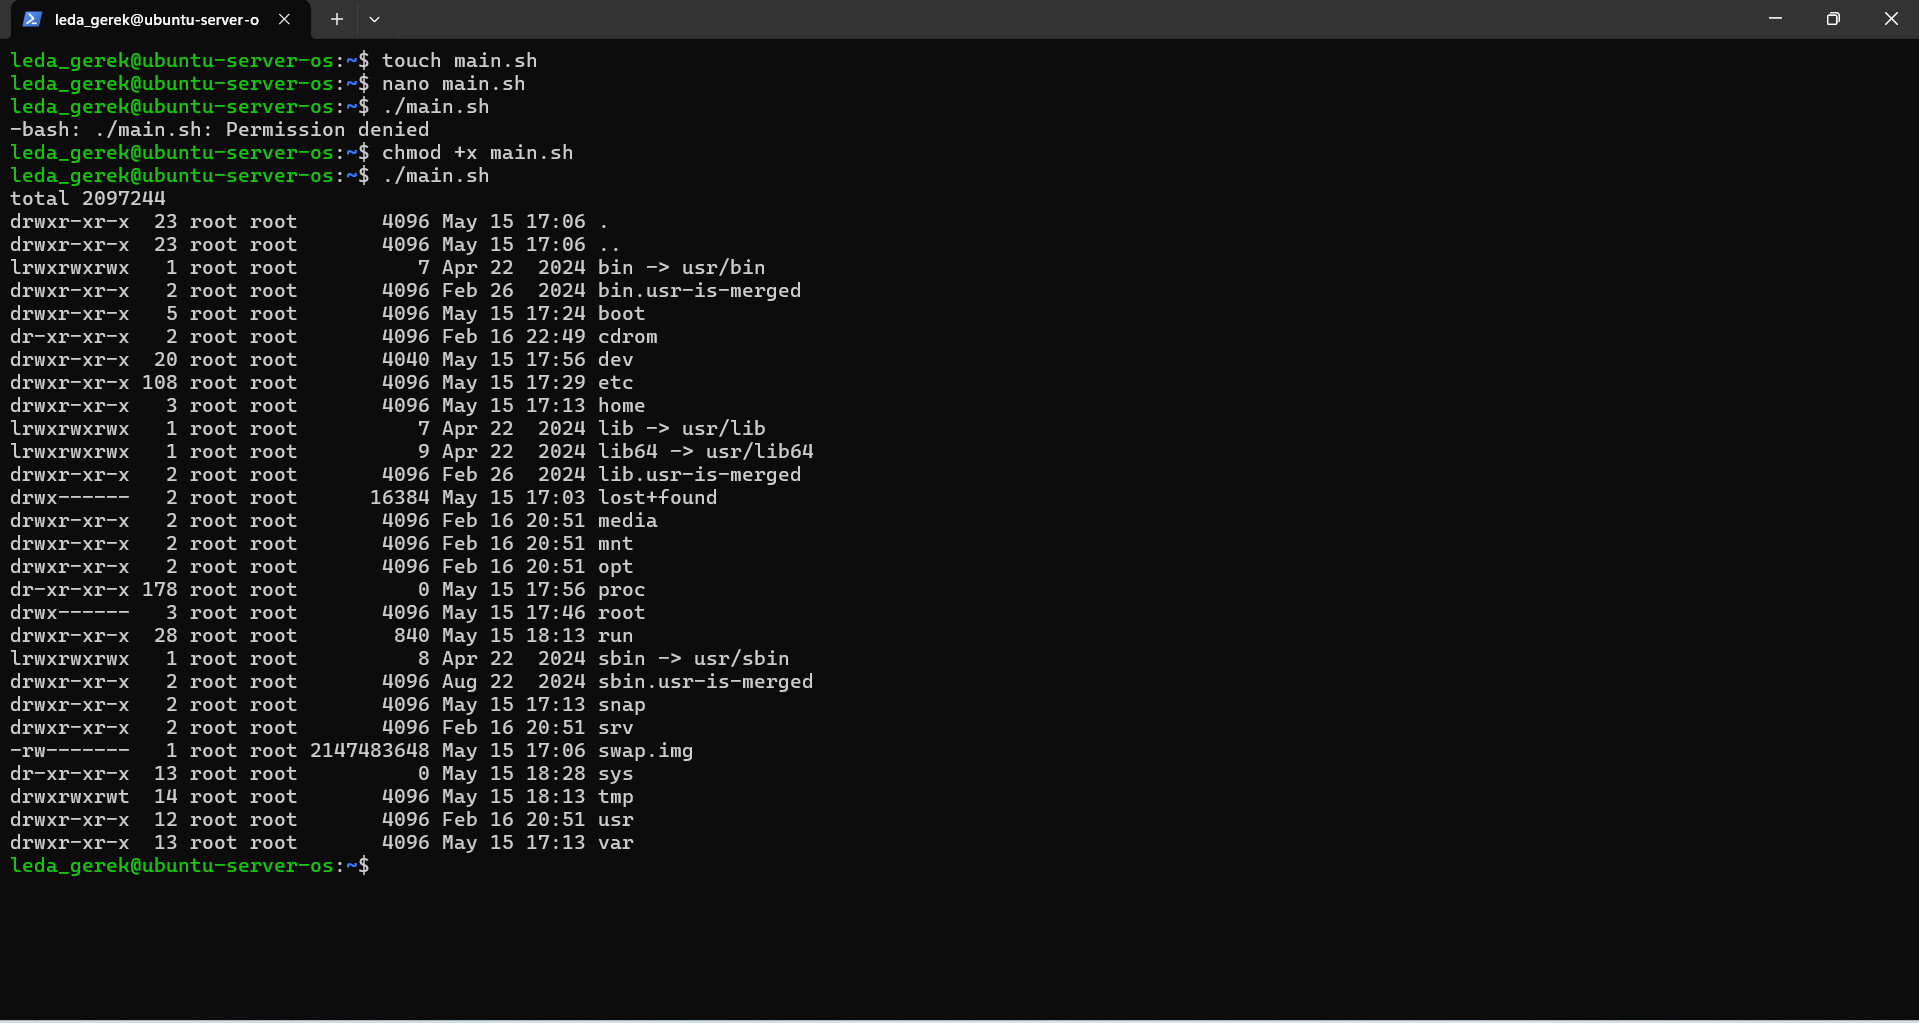 leda_gerek@ubuntu-server-o
leda_gerek@ubuntu-server-os:~$ touch main.sh
leda_gerek@ubuntu-server-os:~$ nano main.sh
leda_gerek@ubuntu-server-os:~$ ./main.sh
-bash: ./main.sh: Permission denied
leda_gerek@ubuntu-server-os:~$ chmod +x main.sh
leda_gerek@ubuntu-server-os:~$ ./main.sh
total 2097244
drwxr-xr-x  23 root root       4096 May 15 17:06 .
drwxr-xr-x  23 root root       4096 May 15 17:06 ..
lrwxrwxrwx   1 root root          7 Apr 22  2024 bin -> usr/bin
drwxr-xr-x   2 root root       4096 Feb 26  2024 bin.usr-is-merged
drwxr-xr-x   5 root root       4096 May 15 17:24 boot
dr-xr-xr-x   2 root root       4096 Feb 16 22:49 cdrom
drwxr-xr-x  20 root root       4040 May 15 17:56 dev
drwxr-xr-x 108 root root       4096 May 15 17:29 etc
drwxr-xr-x   3 root root       4096 May 15 17:13 home
lrwxrwxrwx   1 root root          7 Apr 22  2024 lib -> usr/lib
lrwxrwxrwx   1 root root          9 Apr 22  2024 lib64 -> usr/lib64
drwxr-xr-x   2 root root       4096 Feb 26  2024 lib.usr-is-merged
drwx------   2 root root      16384 May 15 17:03 lost+found
drwxr-xr-x   2 root root       4096 Feb 16 20:51 media
drwxr-xr-x   2 root root       4096 Feb 16 20:51 mnt
drwxr-xr-x   2 root root       4096 Feb 16 20:51 opt
dr-xr-xr-x 178 root root          0 May 15 17:56 proc
drwx------   3 root root       4096 May 15 17:46 root
drwxr-xr-x  28 root root        840 May 15 18:13 run
lrwxrwxrwx   1 root root          8 Apr 22  2024 sbin -> usr/sbin
drwxr-xr-x   2 root root       4096 Aug 22  2024 sbin.usr-is-merged
drwxr-xr-x   2 root root       4096 May 15 17:13 snap
drwxr-xr-x   2 root root       4096 Feb 16 20:51 srv
-rw-------   1 root root 2147483648 May 15 17:06 swap.img
dr-xr-xr-x  13 root root          0 May 15 18:28 sys
drwxrwxrwt  14 root root       4096 May 15 18:13 tmp
drwxr-xr-x  12 root root       4096 Feb 16 20:51 usr
drwxr-xr-x  13 root root       4096 May 15 17:13 var
leda_gerek@ubuntu-server-os:~$